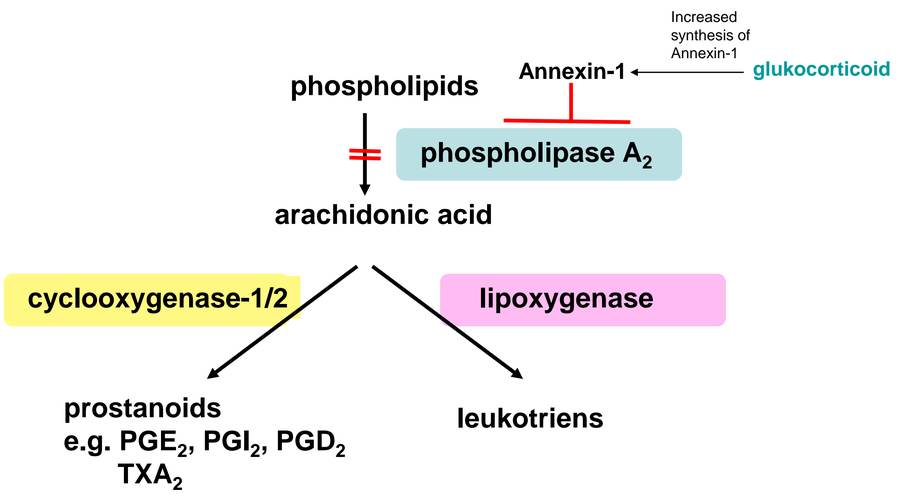 Increased
synthesis of
Annexin-1
glukocorticoid
Annexin-1
phospholipids
phospholipase A₂
arachidonic acid
cyclooxygenase-1/2
lipoxygenase
prostanoids
e.g. PGE₂, PGI₂, PGD₂
TXA₂
leukotriens